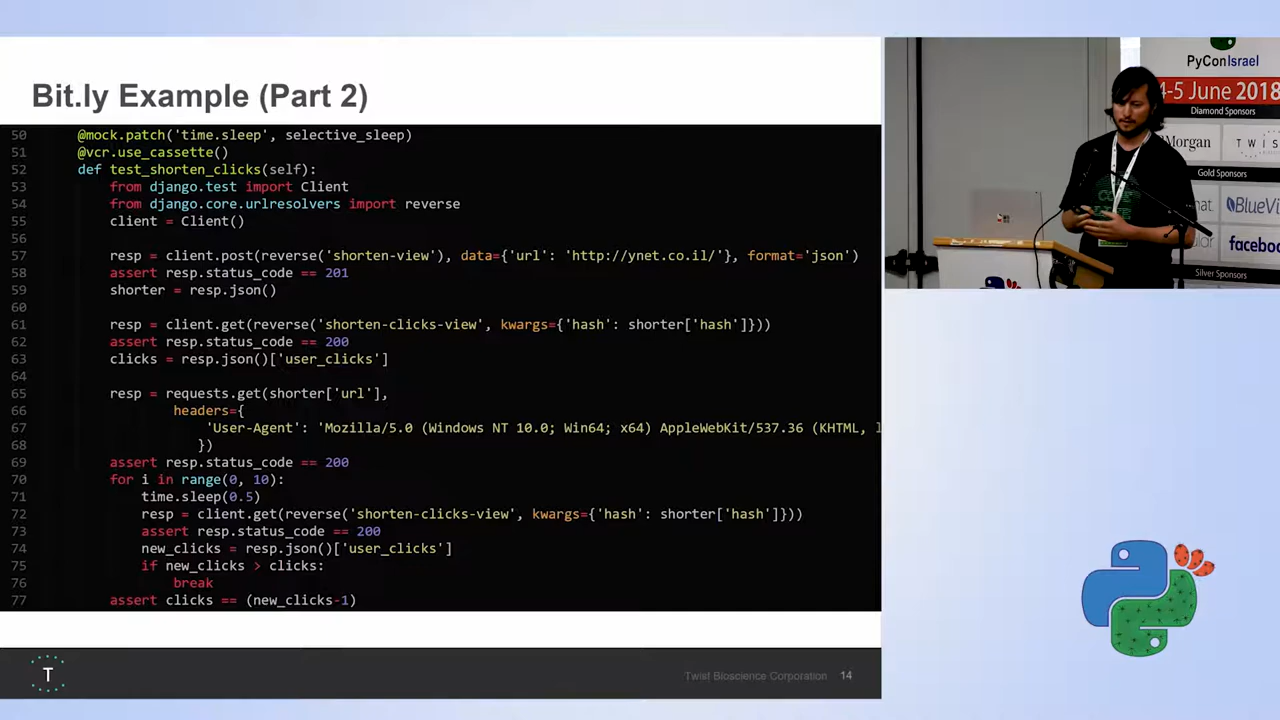 Bit.ly Example (Part 2)
50 @mock.patch('time.sleep', selective_sleep)
51 @vcr.use_cassette()
52 def test_shorten_clicks(self):
53 from django.test import Client
54 from django.core.urlresolvers import reverse
55 client = Client()
56
57 resp = client.post(reverse('shorten-view'), data={'url': 'http://ynet.co.il/'}, format='json')
58 assert resp.status_code == 201
59 shorter = resp.json()
60
61 resp = client.get(reverse('shorten-clicks-view', kwargs={'hash': shorter['hash']}))
62 assert resp.status_code == 200
63 clicks = resp.json()['user_clicks']
64
65 resp = requests.get(shorter['url'],
66 headers={
67 'User-Agent': 'Mozilla/5.0 (Windows NT 10.0; Win64; x64) AppleWebKit/537.36 (KHTML,
68 })
69 assert resp.status_code == 200
70 for i in range(0, 10):
71 time.sleep(0.5)
72 resp = client.get(reverse('shorten-clicks-view', kwargs={'hash': shorter['hash']}))
73 assert resp.status_code == 200
74 new_clicks = resp.json()['user_clicks']
75 if new_clicks > clicks:
76 break
77 assert clicks == (new_clicks-1)
T
Twist Bioscience Corporation 14
PyConIsrael
4-5 June 2018
Diamond Sponsors
Morgan TWIS
Gold Sponsors
BlueVi
facebo
Silver Sponsors